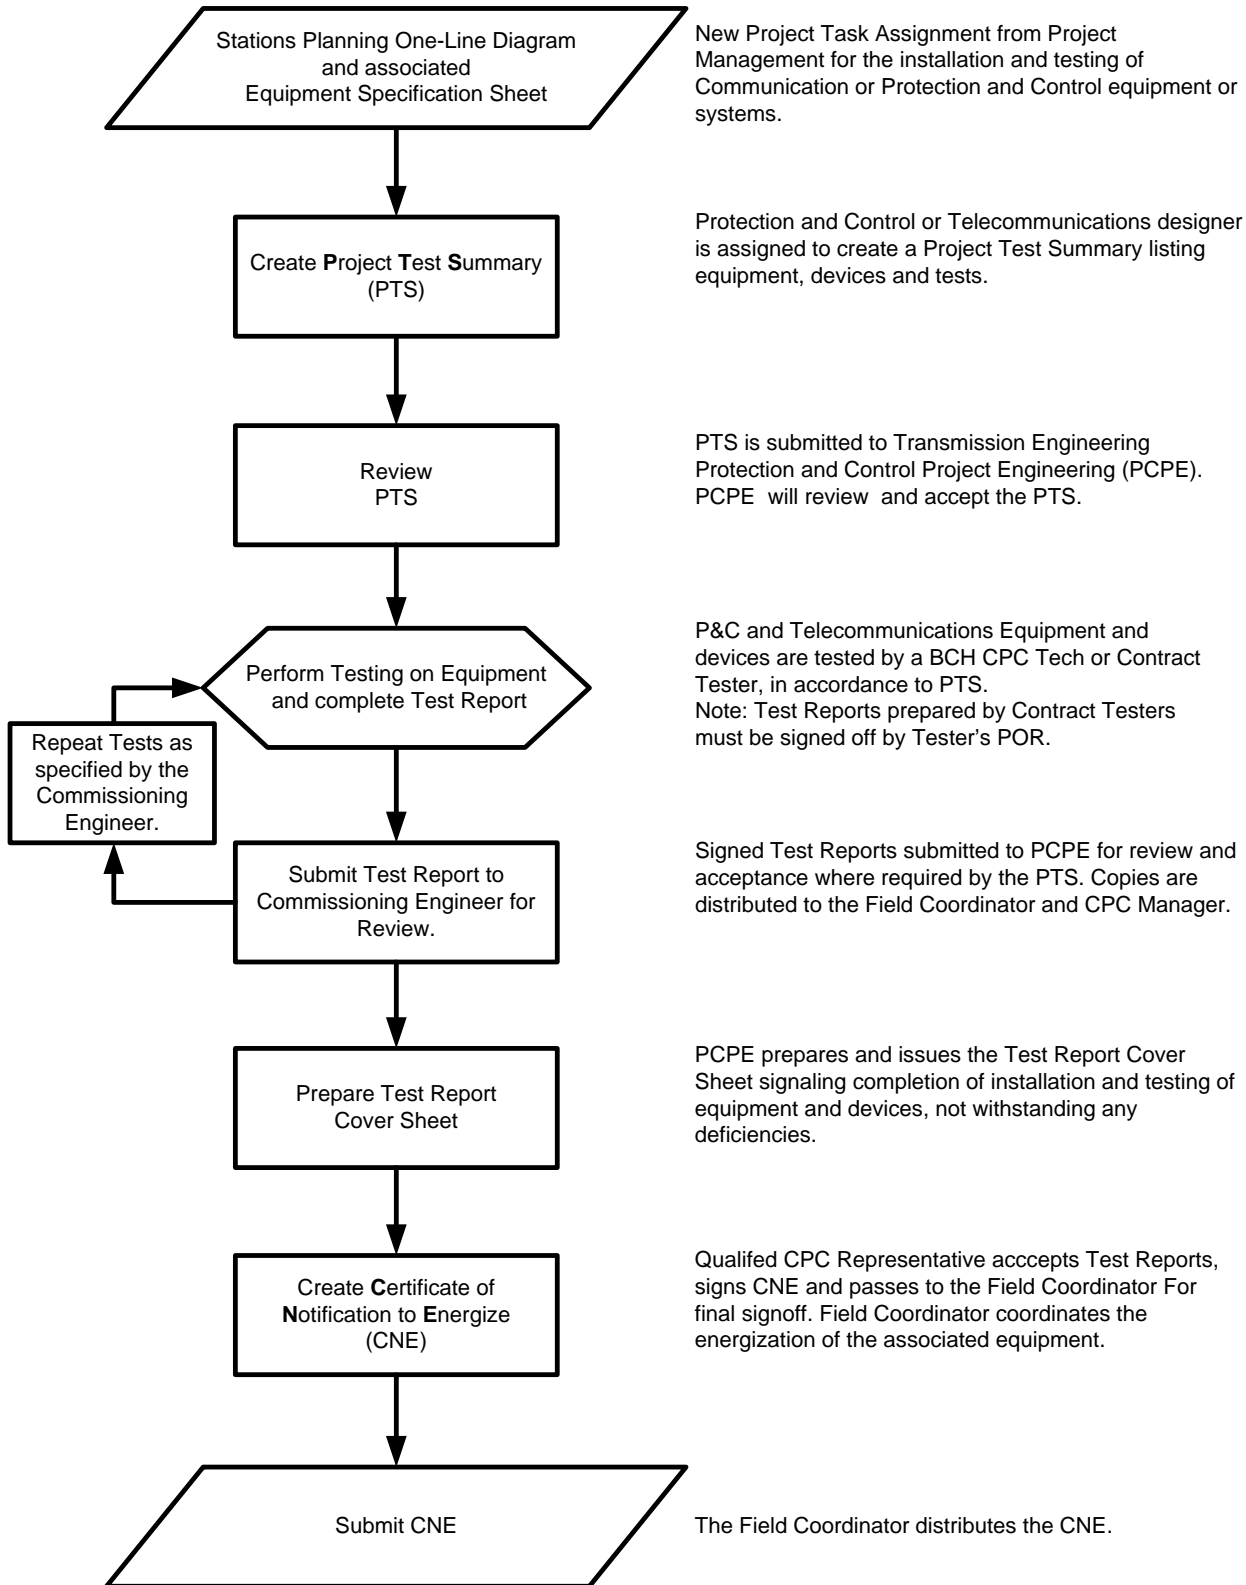 Stations Planning One-Line Diagram
and associated
Equipment Specification Sheet
New Project Task Assignment from Project
Management for the installation and testing of
Communication or Protection and Control equipment or
systems.
Create Project Test Summary
(PTS)
Protection and Control or Telecommunications designer
is assigned to create a Project Test Summary listing
equipment, devices and tests.
Review
PTS
PTS is submitted to Transmission Engineering
Protection and Control Project Engineering (PCPE).
PCPE  will review  and accept the PTS.
Perform Testing on Equipment
and complete Test Report
P&C and Telecommunications Equipment and
devices are tested by a BCH CPC Tech or Contract
Tester, in accordance to PTS.
Note: Test Reports prepared by Contract Testers
must be signed off by Tester's POR.
Repeat Tests as
specified by the
Commissioning
Engineer.
Submit Test Report to
Commissioning Engineer for
Review.
Signed Test Reports submitted to PCPE for review and
acceptance where required by the PTS. Copies are
distributed to the Field Coordinator and CPC Manager.
Prepare Test Report
Cover Sheet
PCPE prepares and issues the Test Report Cover
Sheet signaling completion of installation and testing of
equipment and devices, not withstanding any
deficiencies.
Create Certificate of
Notification to Energize
(CNE)
Qualifed CPC Representative acccepts Test Reports,
signs CNE and passes to the Field Coordinator For
final signoff. Field Coordinator coordinates the
energization of the associated equipment.
Submit CNE
The Field Coordinator distributes the CNE.